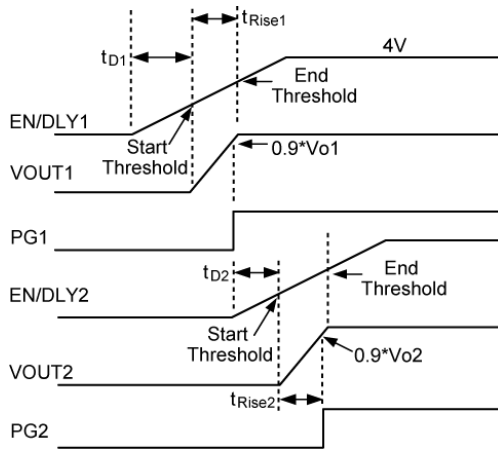 tRise1
tD1
4V
End
Threshold
EN/DLY1
Start
Threshold
0.9*Vo1
VOUT1
PG1
tD2
End
Threshold
EN/DLY2
Start
Threshold
0.9*Vo2
VOUT2
tRise2
PG2